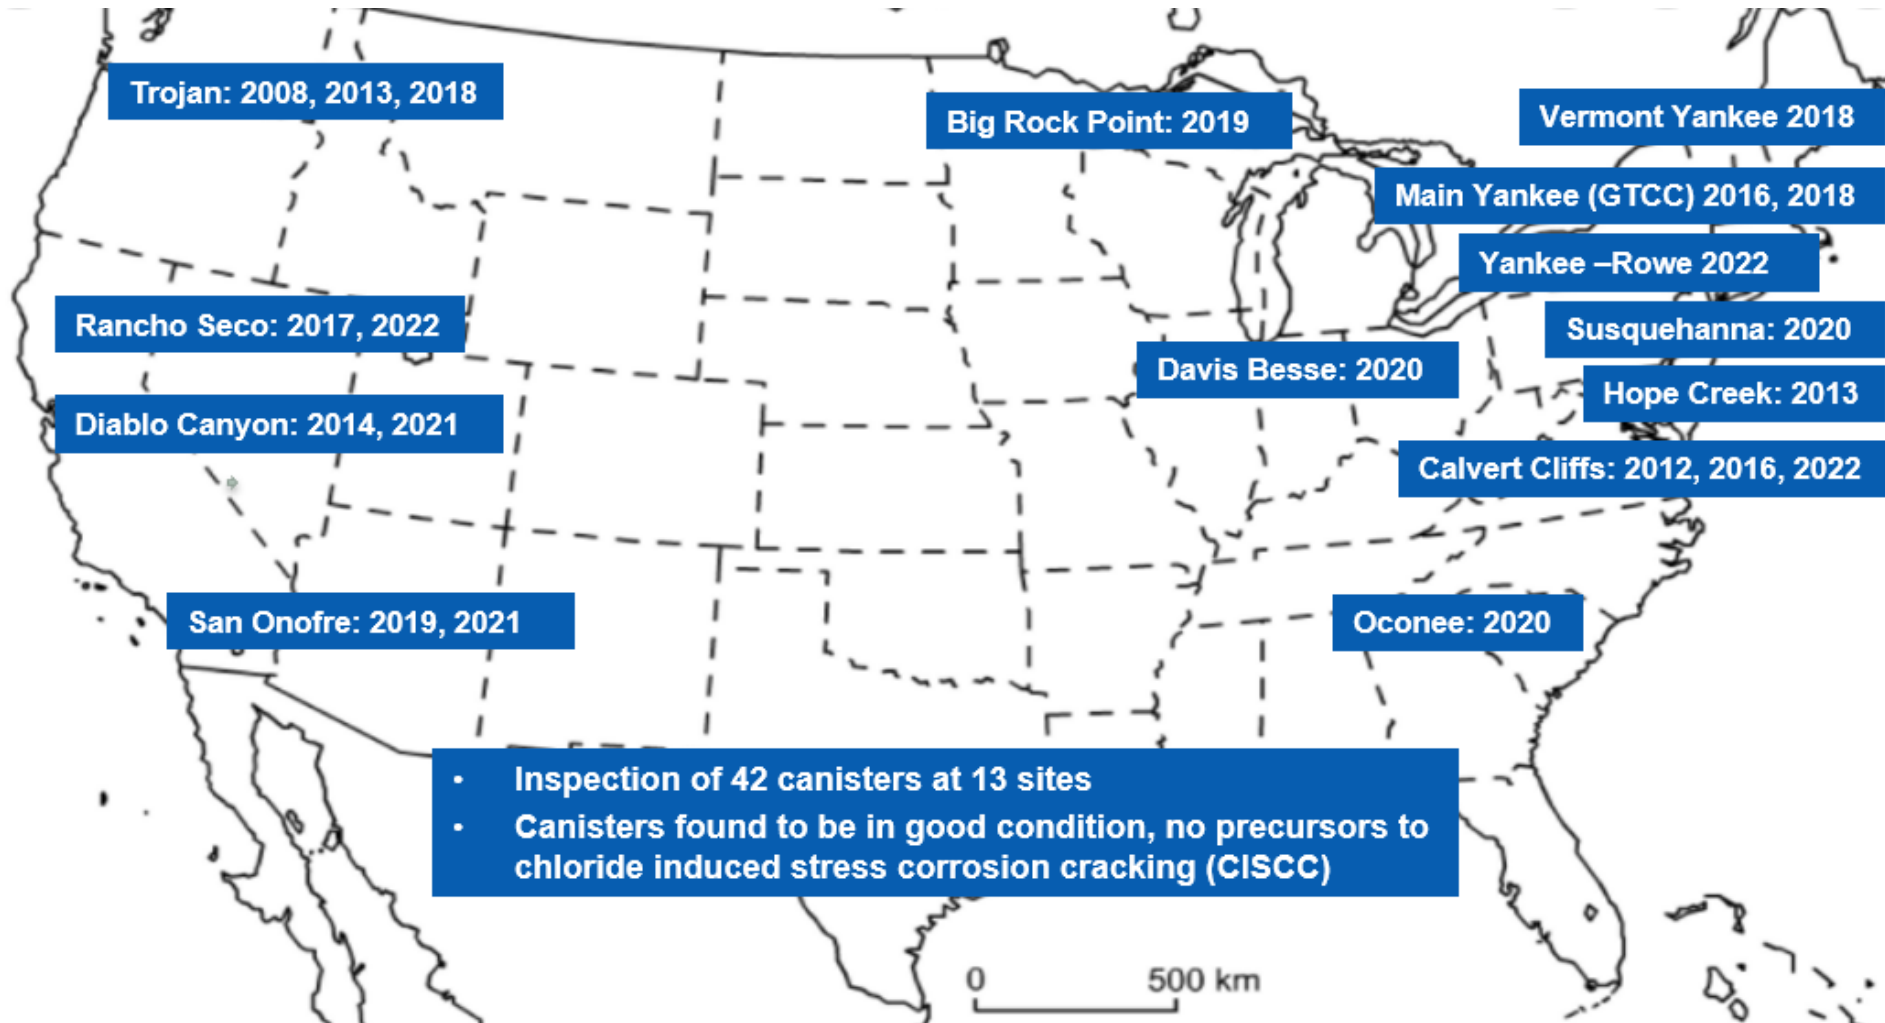 Trojan: 2008, 2013, 2018
Big Rock Point: 2019
Vermont Yankee 2018
Main Yankee (GTCC) 2016, 2018
Yankee –Rowe 2022
Rancho Seco: 2017, 2022
Susquehanna: 2020
Davis Besse: 2020
Hope Creek: 2013
Diablo Canyon: 2014, 2021
Calvert Cliffs: 2012, 2016, 2022
San Onofre: 2019, 2021
Oconee: 2020
• Inspection of 42 canisters at 13 sites
• Canisters found to be in good condition, no precursors to
chloride induced stress corrosion cracking (CISCC)
0 500 km